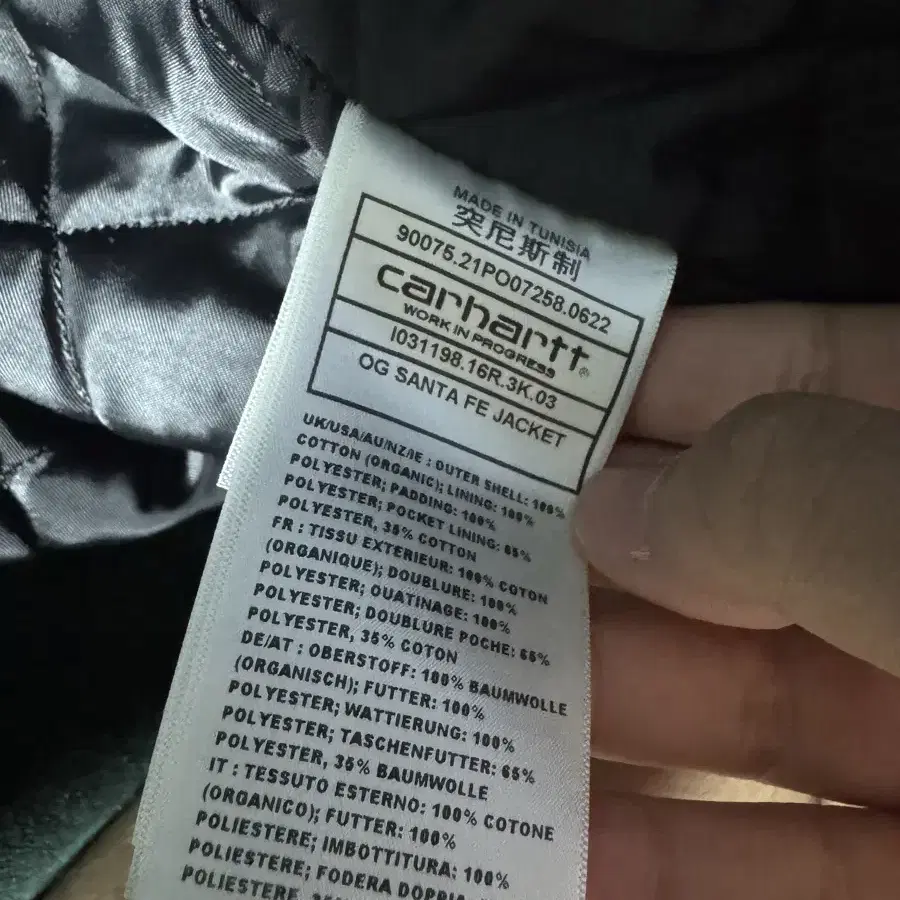 MADE IN TUNISIA
突尼斯制
90075.21PO07258.0622
carhartt®
WORK IN PROGRESS
I031198.16R.3K.03
OG SANTA FE JACKET
UK/USA/AU/NZ/IE : OUTER SHELL: 100%
COTTON (ORGANIC); LINING: 100%
POLYESTER; PADDING: 100%
POLYESTER; POCKET LINING: 65%
POLYESTER, 35% COTTON
FR : TISSU EXTERIEUR: 100% COTON
(ORGANIQUE); DOUBLURE: 100%
POLYESTER; OUATINAGE: 100%
POLYESTER; DOUBLURE POCHE: 65%
POLYESTER, 35% COTON
DE/AT : OBERSTOFF: 100% BAUMWOLLE
(ORGANISCH); FUTTER: 100%
POLYESTER; WATTIERUNG: 100%
POLYESTER; TASCHENFUTTER: 65%
POLYESTER, 35% BAUMWOLLE
IT : TESSUTO ESTERNO: 100% COTONE
(ORGANICO); FUTTER: 100%
POLIESTERE; IMBOTTITURA: 100%
POLIESTERE; FODERA DOPPIA
POLIESTERE, 35%